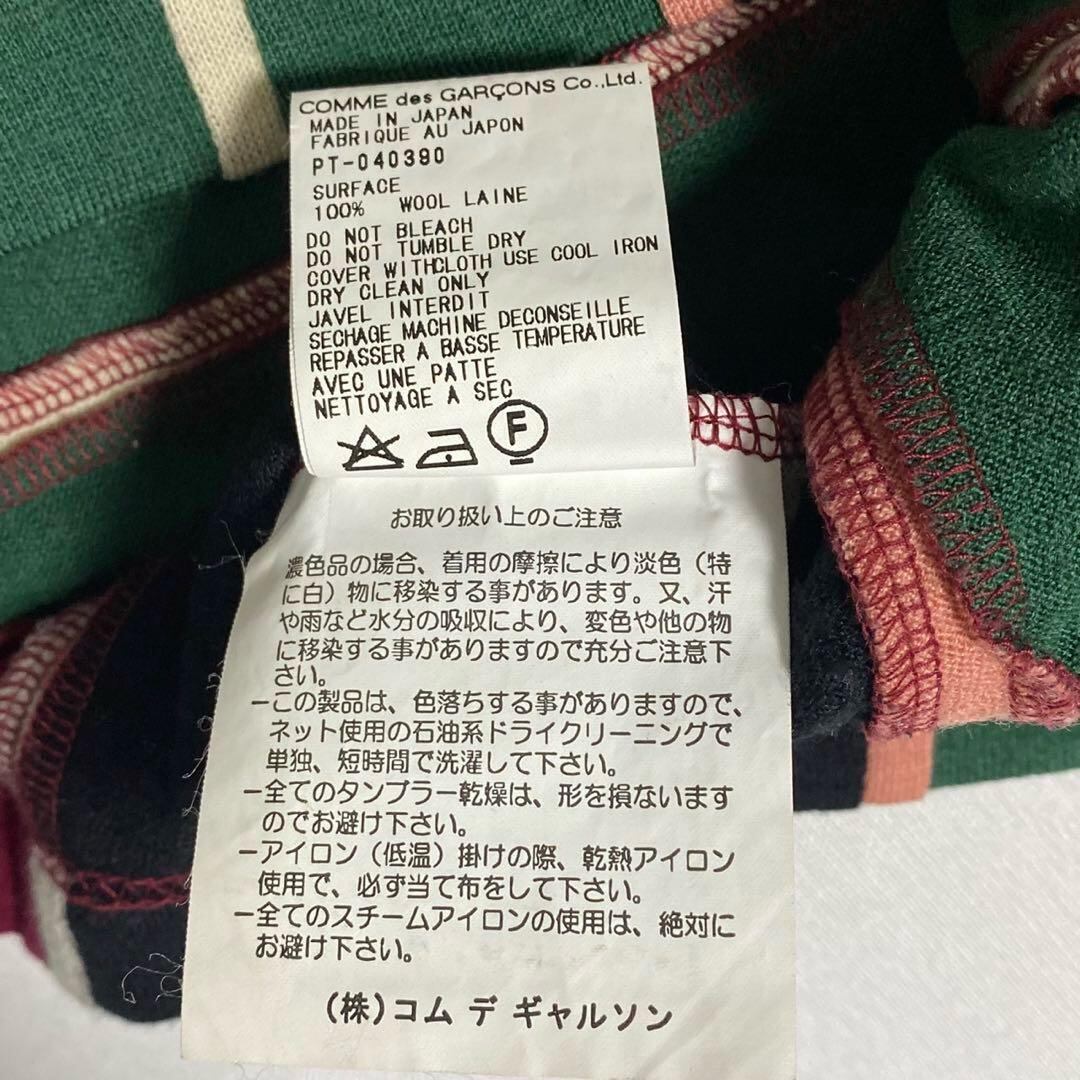 COMME des GARÇONS Co.,Ltd.
MADE IN JAPAN
FABRIQUE AU JAPON
PT-040390
SURFACE
100% WOOL LAINE
DO NOT BLEACH
DO NOT TUMBLE DRY
COVER WITHCLOTH USE COOL IRON
DRY CLEAN ONLY
JAVEL INTERDIT
SECHAGE MACHINE DECONSEILLE
REPASSER A BASSE TEMPERATURE
AVEC UNE PATTE
NETTOYAGE A SEC
F
お取り扱い上のご注意
濃色品の場合、着用の摩擦により淡色（特
に白）物に移染する事があります。又、汗
や雨など水分の吸収により、変色や他の物
に移染する事がありますので充分ご注意下
さい。
−この製品は、色落ちする事がありますので、
ネット使用の石油系ドライクリーニングで
単独、短時間で洗濯して下さい。
−全てのタンブラー乾燥は、形を損ないます
のでお避け下さい。
−アイロン（低温）掛けの際、乾熱アイロン
使用で、必ず当て布をして下さい。
−全てのスチームアイロンの使用は、絶対に
お避け下さい。
（株）コム デ ギャルソン